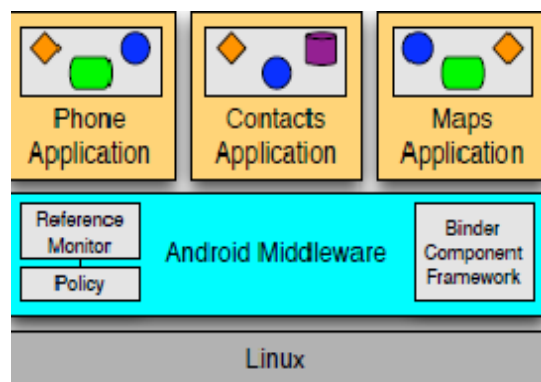 Phone
Application
Contacts
Application
Maps
Application
Reference
Monitor
Policy
Android Middleware
Binder
Component
Framework
Linux